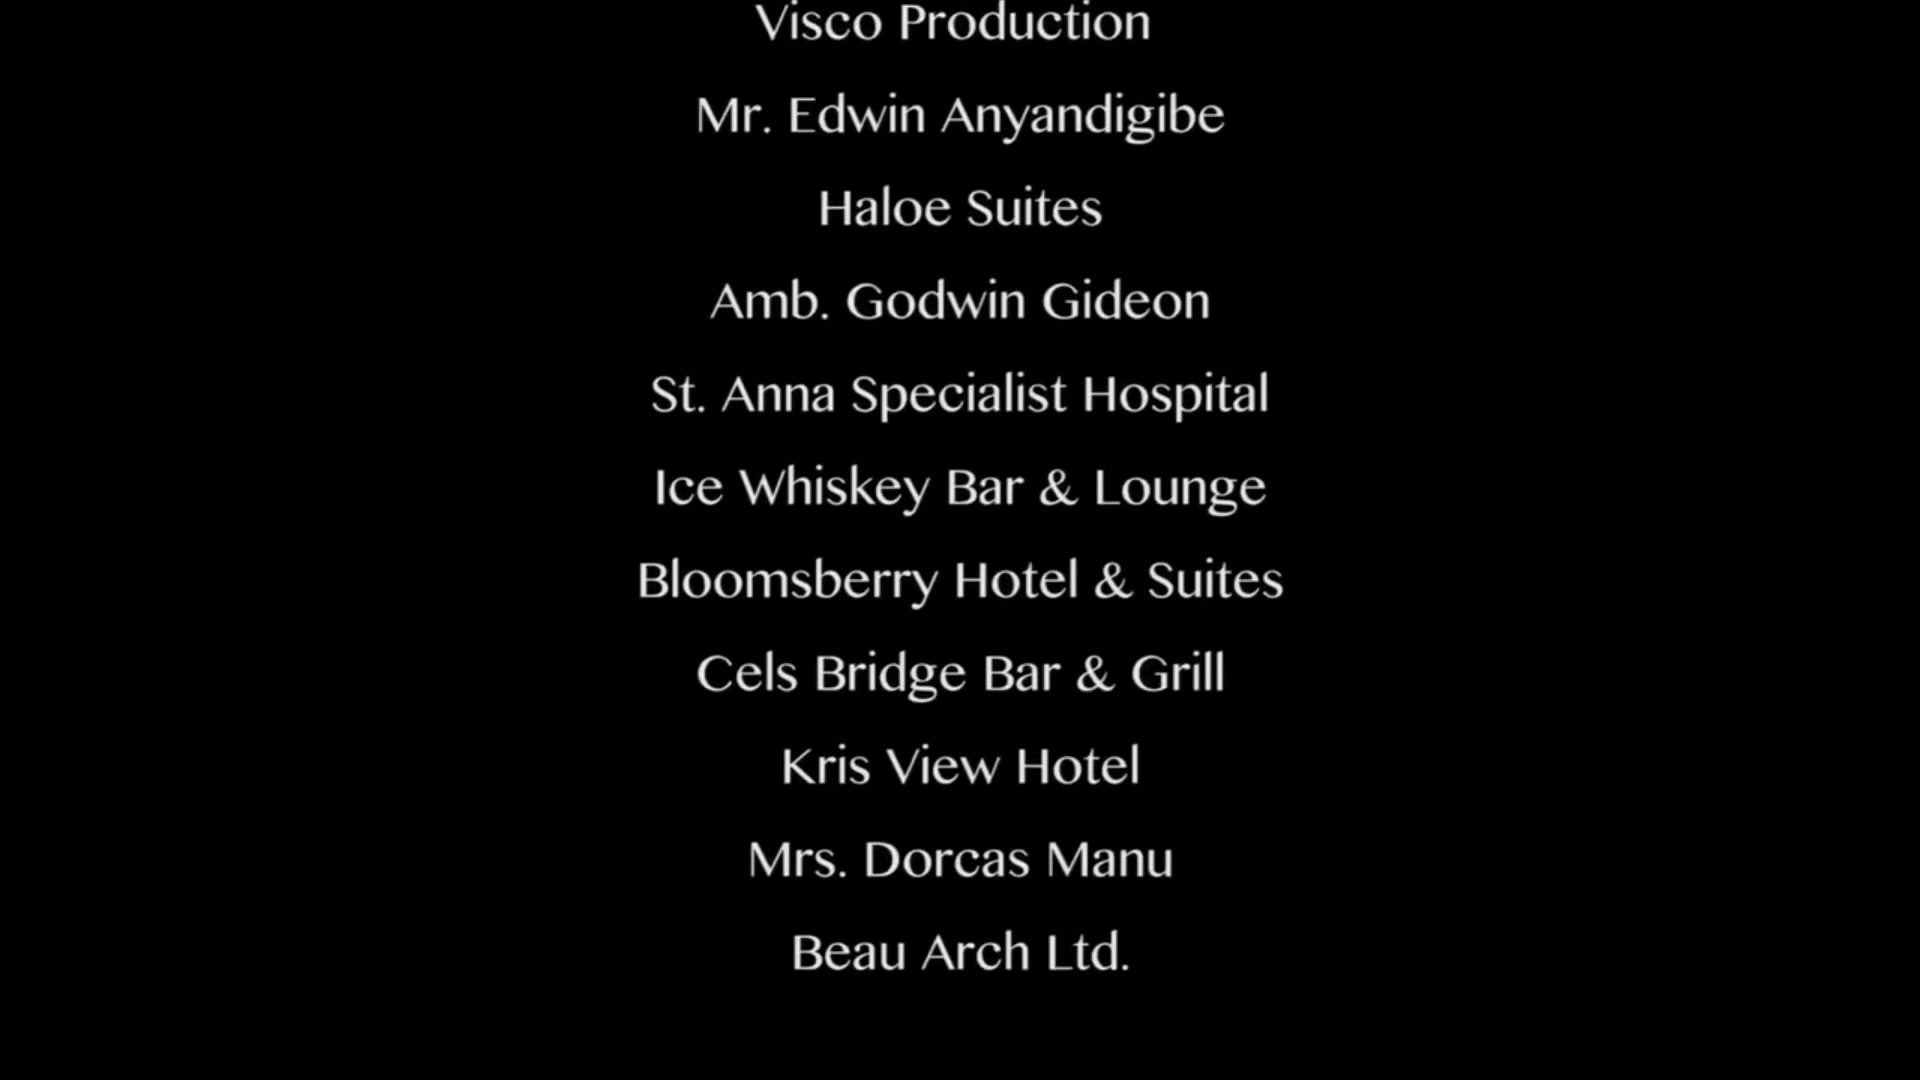 Visco Production
Mr. Edwin Anyandigibe
Haloe Suites
Amb. Godwin Gideon
St. Anna Specialist Hospital
Ice Whiskey Bar & Lounge
Bloomsberry Hotel & Suites
Cels Bridge Bar & Grill
Kris View Hotel
Mrs. Dorcas Manu
Beau Arch Ltd.